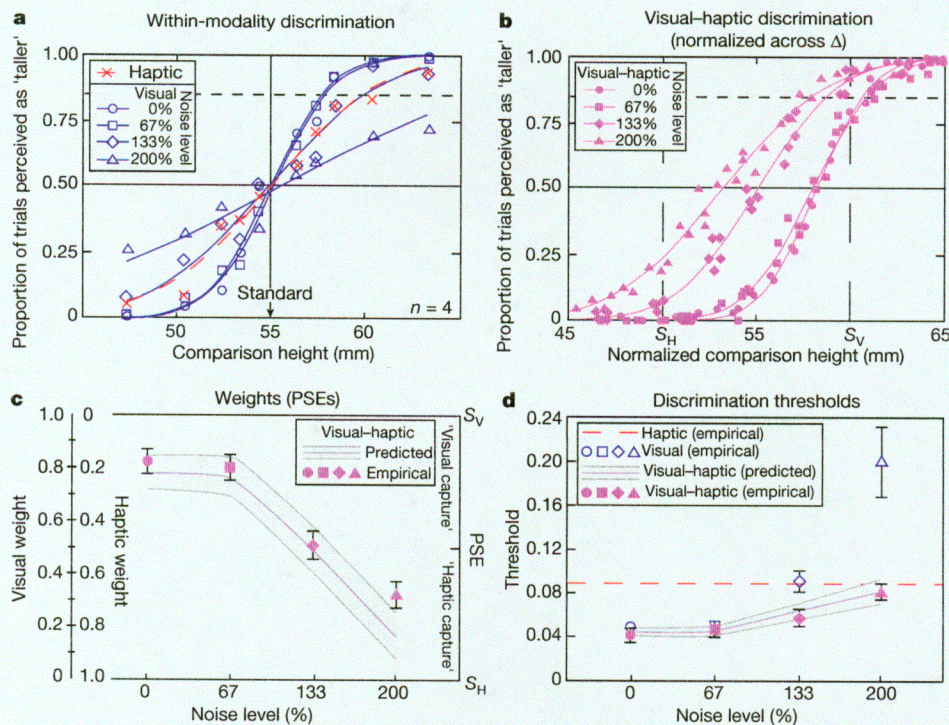 a
Within-modality discrimination
Proportion of trials perceived as 'taller'
1.00
0.75
0.50
0.25
0
Haptic
Visual
0%
67%
133%
200%
Noise level
Standard
n = 4
50
55
60
Comparison height (mm)
b
Visual–haptic discrimination
(normalized across Δ)
Proportion of trials perceived as 'taller'
1.00
0.75
0.50
0.25
0
Visual–haptic
0%
67%
133%
200%
Noise level
45
S_H
55
S_V
65
Normalized comparison height (mm)
c
Weights (PSEs)
Visual weight
1.0
0.8
0.6
0.4
0.2
0
Haptic weight
0
0.2
0.4
0.6
0.8
1.0
Visual–haptic
Predicted
Empirical
S_V
'Visual capture'
PSE
'Haptic capture'
S_H
0
67
133
200
Noise level (%)
d
Discrimination thresholds
Threshold
0.24
0.20
0.16
0.12
0.08
0.04
0
Haptic (empirical)
Visual (empirical)
Visual–haptic (predicted)
Visual–haptic (empirical)
0
67
133
200
Noise level (%)